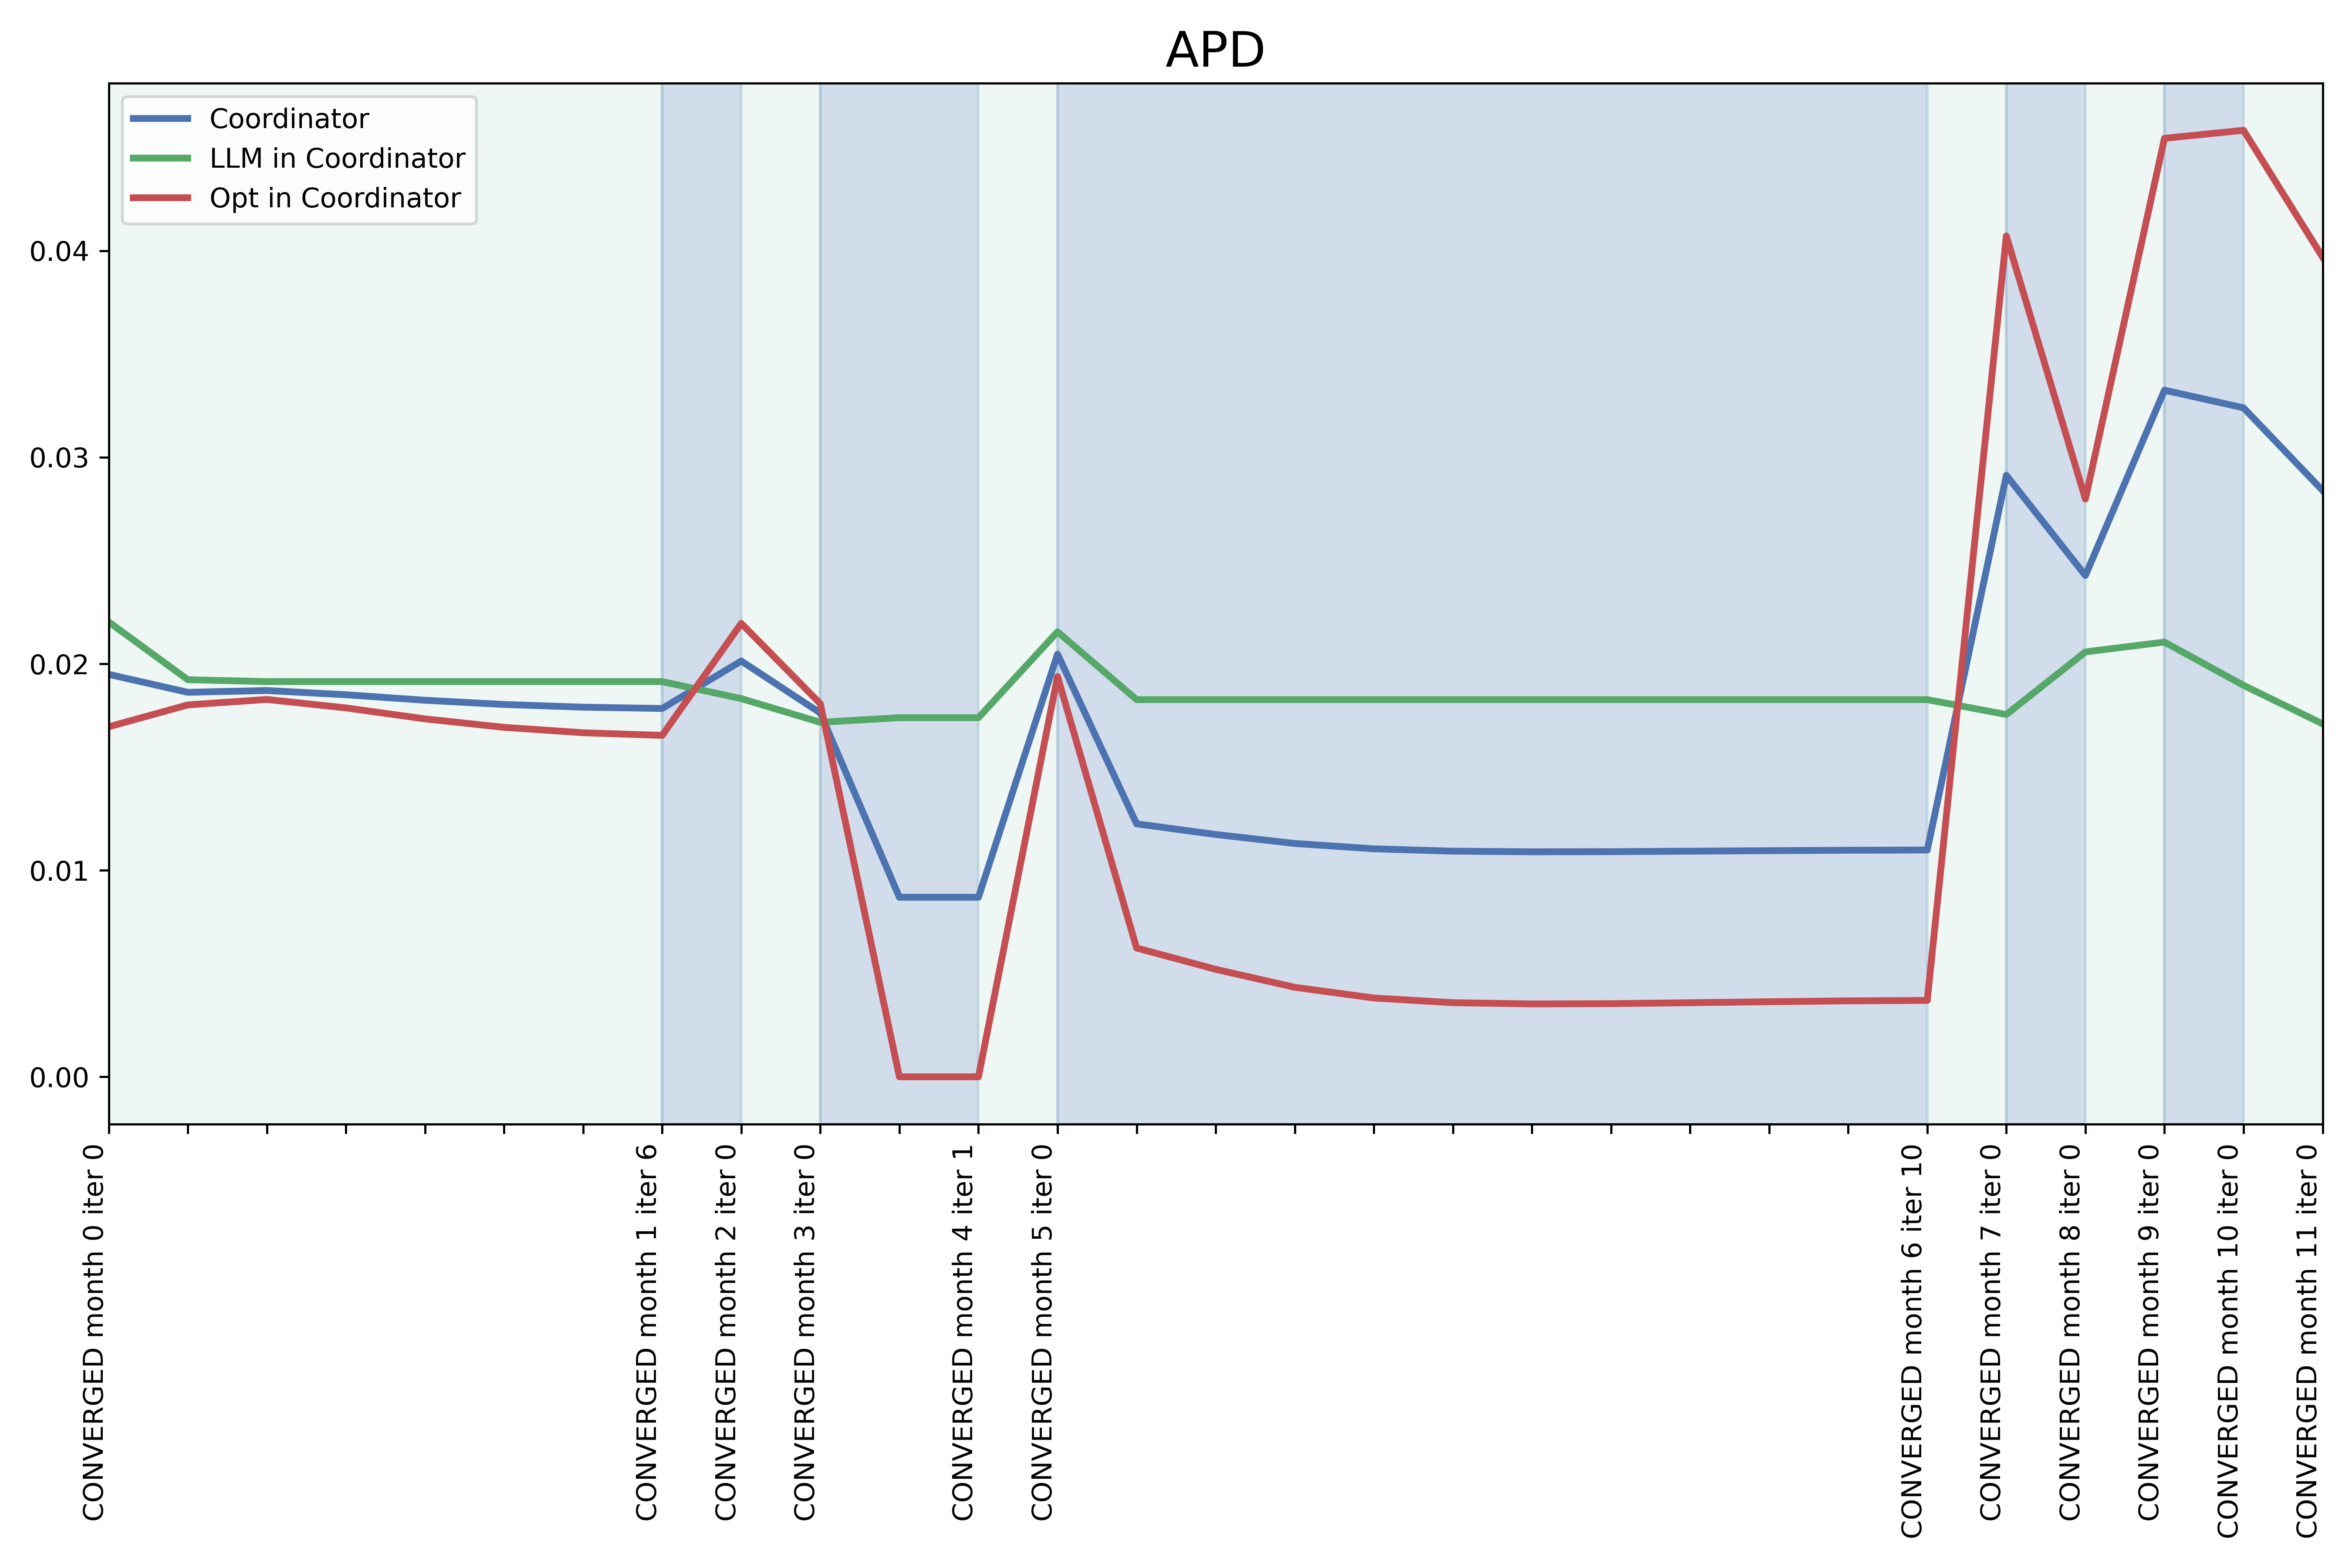 APD
Coordinator
LLM in Coordinator
Opt in Coordinator
0.04
0.03
0.02
0.01
0.00
CONVERGED month 0 iter 0
CONVERGED month 1 iter 6
CONVERGED month 2 iter 0
CONVERGED month 3 iter 0
CONVERGED month 4 iter 1
CONVERGED month 5 iter 0
CONVERGED month 6 iter 10
CONVERGED month 7 iter 0
CONVERGED month 8 iter 0
CONVERGED month 9 iter 0
CONVERGED month 10 iter 0
CONVERGED month 11 iter 0